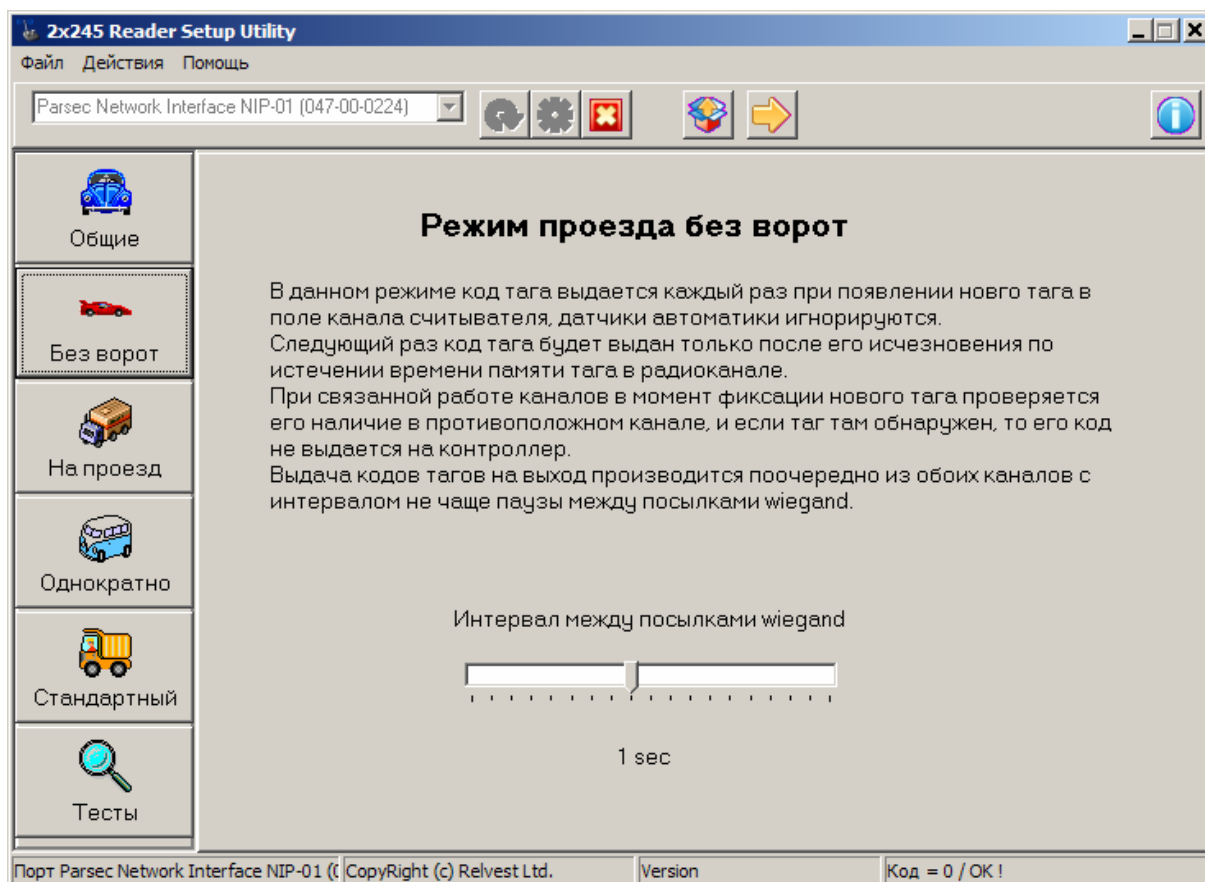 2x245 Reader Setup Utility
Файл Действия Помощь
Parsec Network Interface NIP-01 (047-00-0224)
Общие
Без ворот
На проезд
Однократно
Стандартный
Тесты
Режим проезда без ворот
В данном режиме код тага выдается каждый раз при появлении новго тага в
поле канала считывателя, датчики автоматики игнорируются.
Следующий раз код тага будет выдан только после его исчезновения по
истечении времени памяти тага в радиоканале.
При связанной работе каналов в момент фиксации нового тага проверяется
его наличие в противоположном канале, и если таг там обнаружен, то его код
не выдается на контроллер.
Выдача кодов тагов на выход производится поочередно из обоих каналов с
интервалом не чаще паузы между посылками wiegand.
Интервал между посылками wiegand
1 sec
Порт Parsec Network Interface NIP-01 (
CopyRight (c) Relvest Ltd.
Version
Код = 0 / OK !